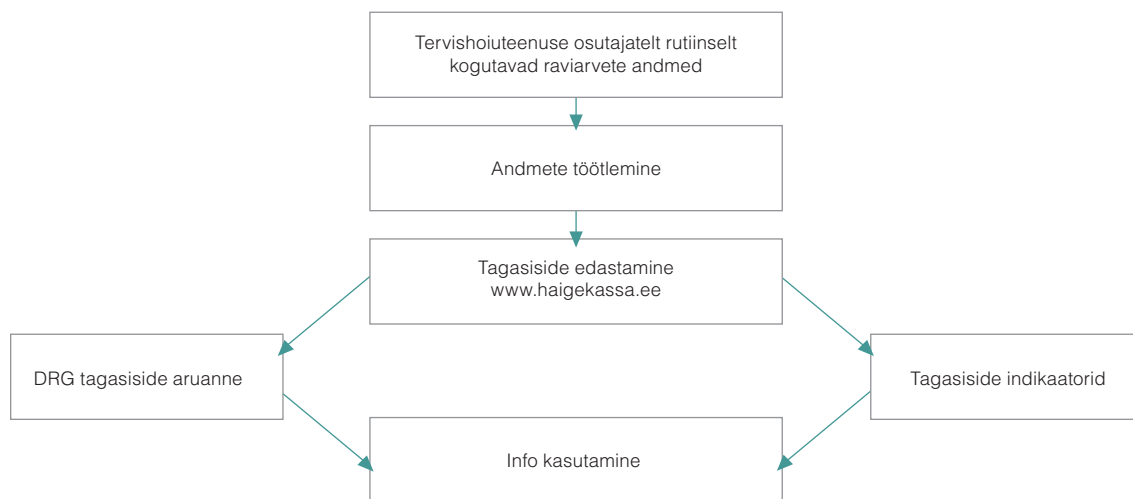 Tervishoiuteenuse osutajatelt rutiinselt
kogutavad raviarvete andmed
Andmete töötlemine
Tagasiside edastamine
www.haigekassa.ee
DRG tagasiside aruanne
Tagasiside indikaatorid
Info kasutamine